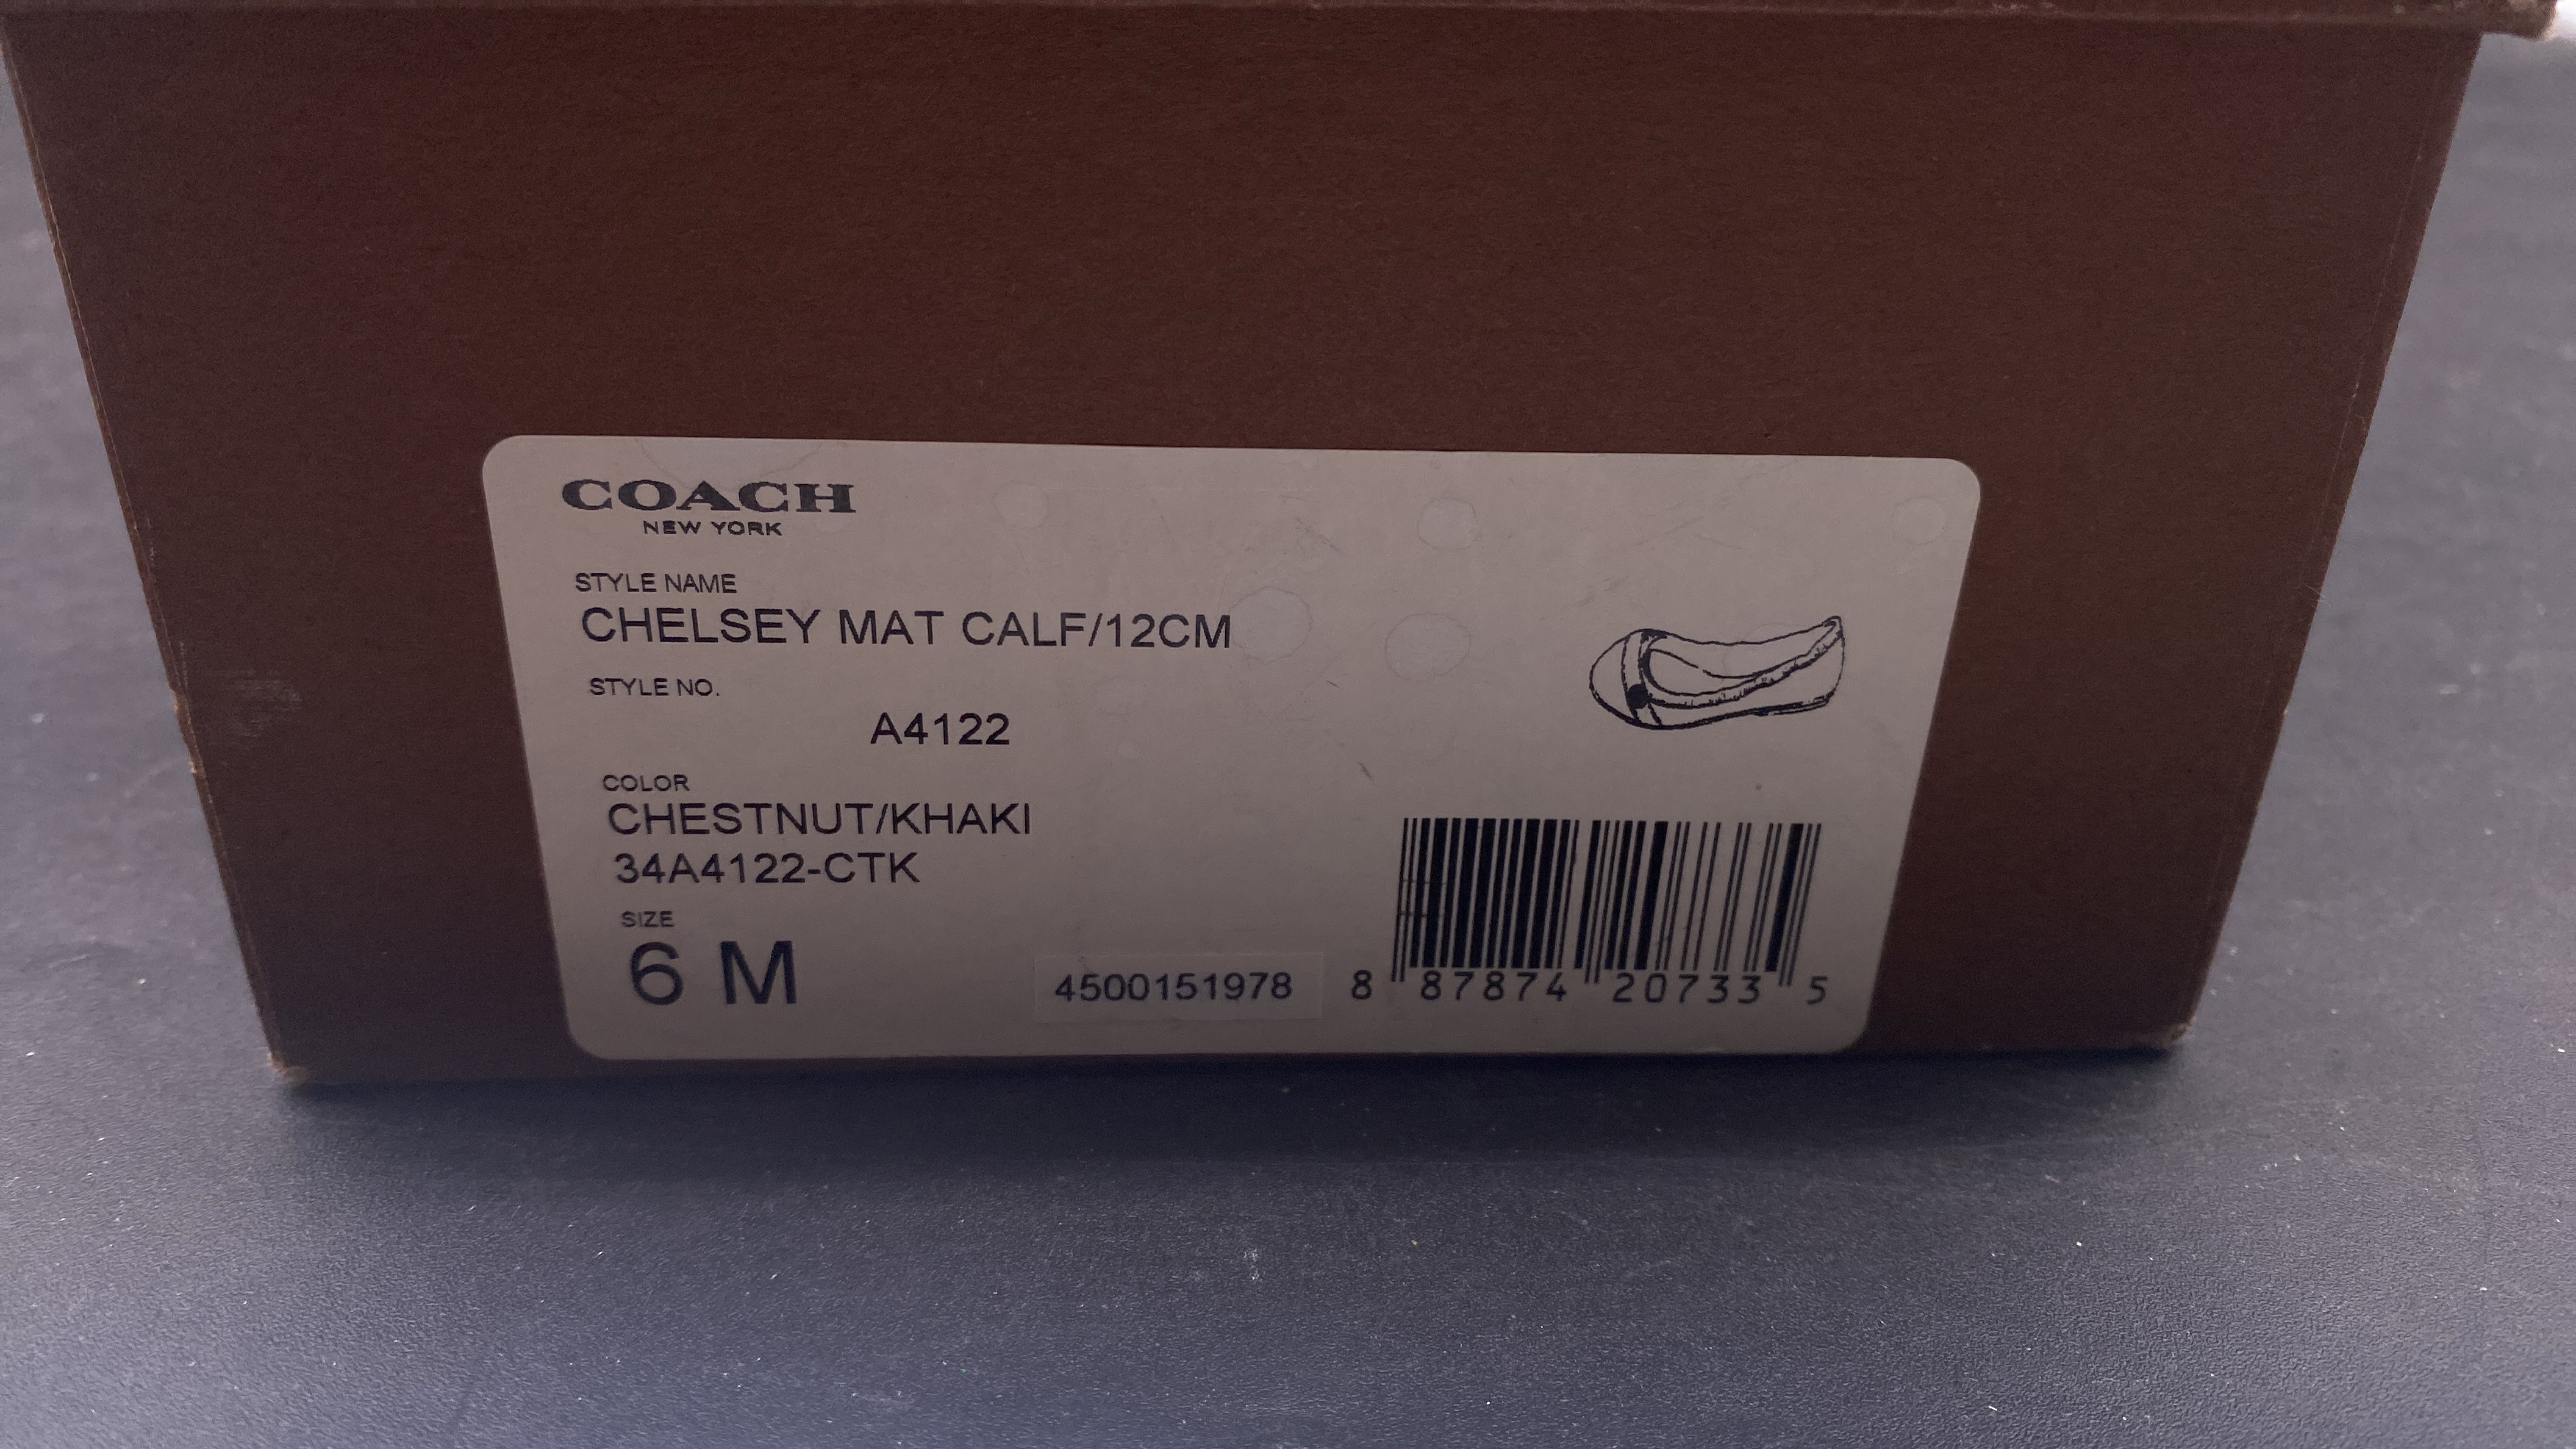 COACH
NEW YORK
STYLE NAME
CHELSEY MAT CALF/12CM
STYLE NO.
A4122
COLOR
CHESTNUT/KHAKI
34A4122-CTK
SIZE
6 M
4500151978
8 87874 20733 5